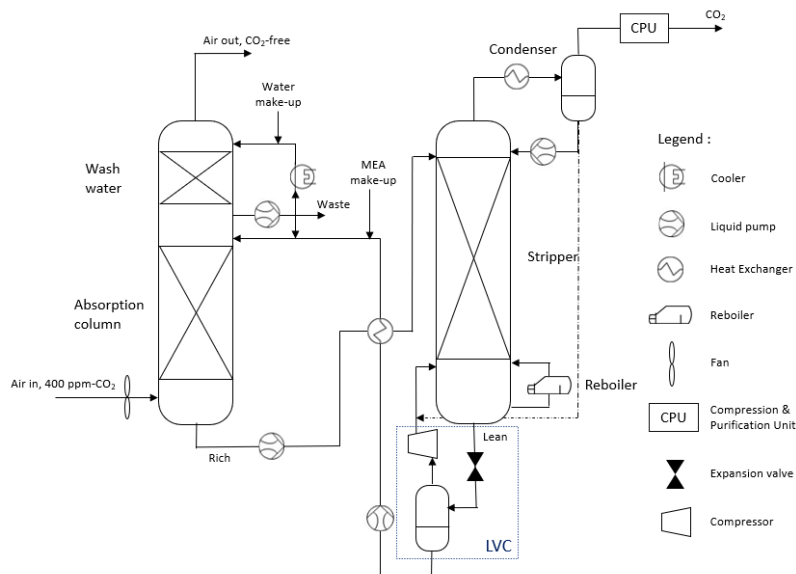 CO2
CPU
Air out, CO2-free
Condenser
Water
make-up
Legend :
MEA
make-up
Wash
water
Cooler
Waste
Liquid pump
Stripper
Heat Exchanger
Absorption
column
Reboiler
Fan
Air in, 400 ppm-CO2
Reboiler
CPU
Compression &
Purification Unit
Lean
Rich
Expansion valve
Compressor
LVC